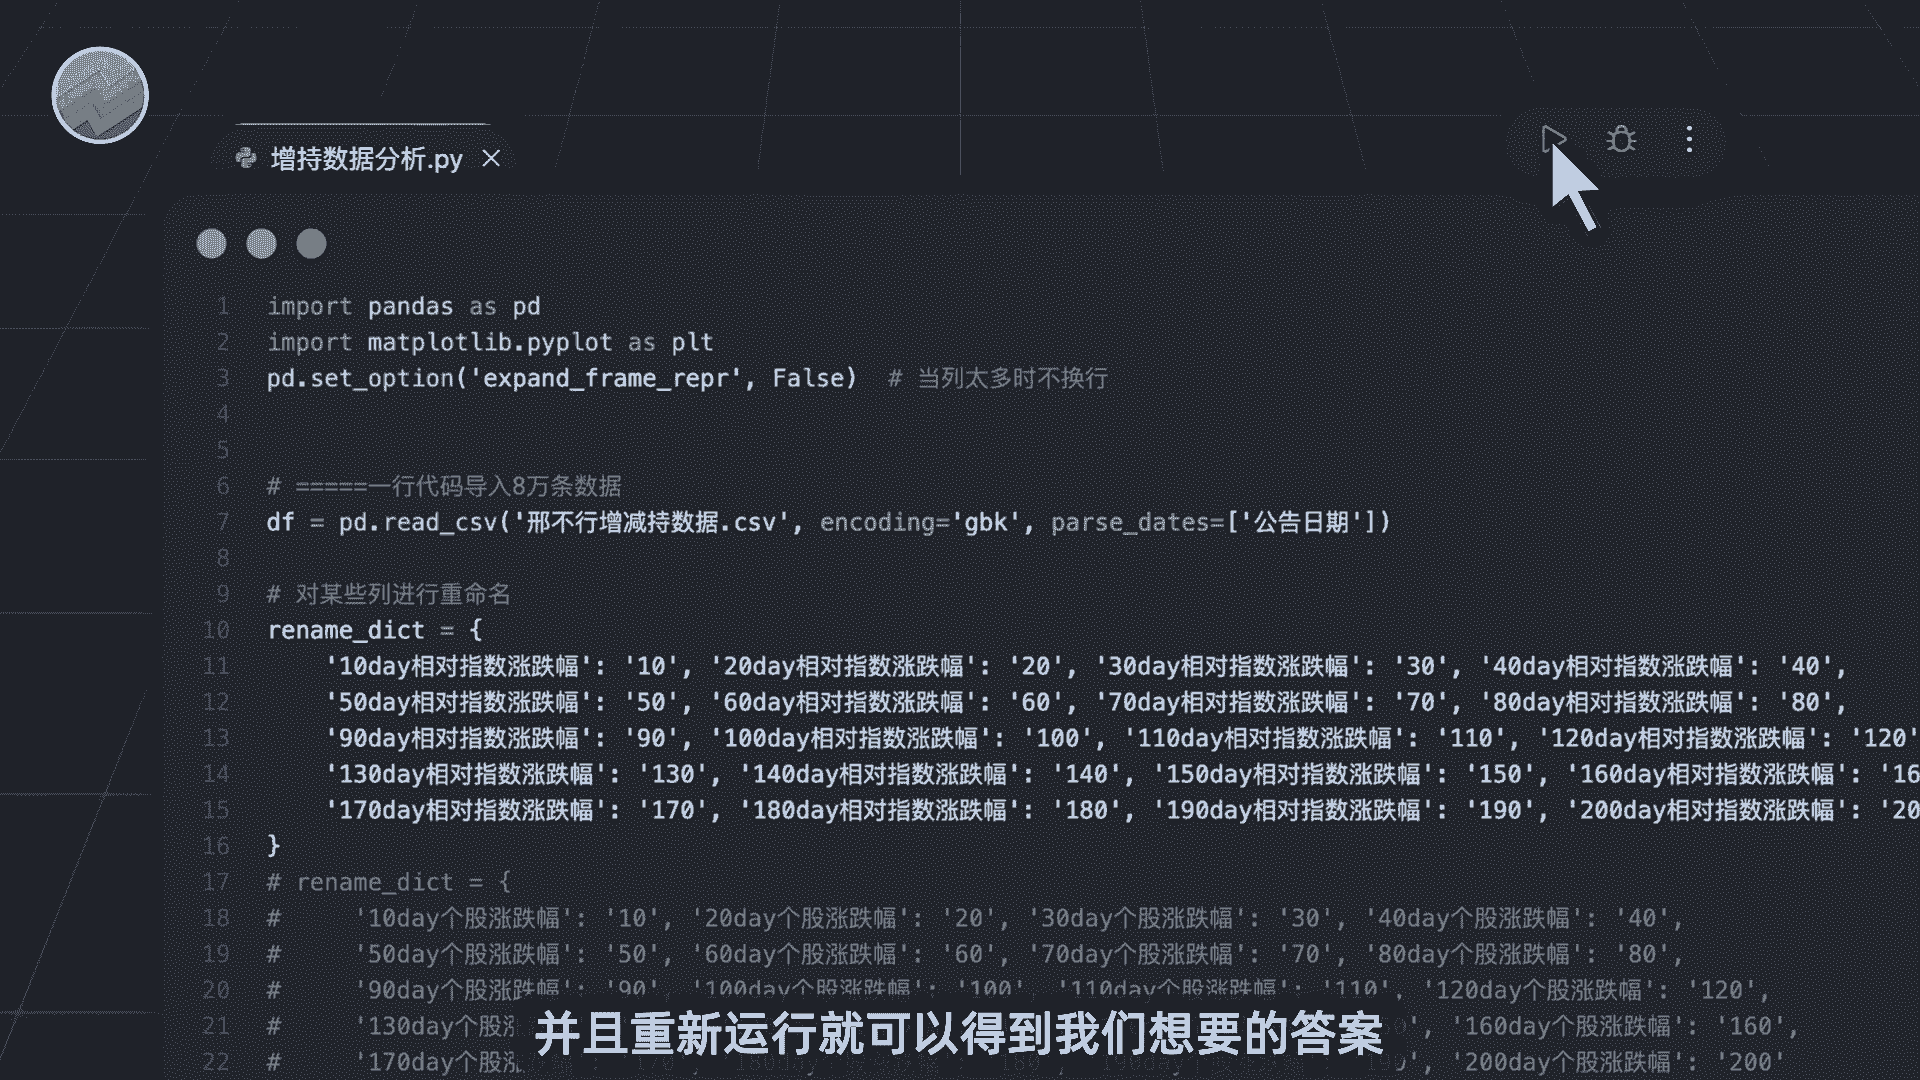 增持数据分析.py
1 import pandas as pd
2 import matplotlib.pyplot as plt
3 pd.set_option('expand_frame_repr', False)  # 当列太多时不换行
4
5
6 # =====一行代码导入8万条数据
7 df = pd.read_csv('邢不行增减持数据.csv', encoding='gbk', parse_dates=['公告日期'])
8
9 # 对某些列进行重命名
10 rename_dict = {
11     '10day相对指数涨跌幅': '10', '20day相对指数涨跌幅': '20', '30day相对指数涨跌幅': '30', '40day相对指数涨跌幅': '40',
12     '50day相对指数涨跌幅': '50', '60day相对指数涨跌幅': '60', '70day相对指数涨跌幅': '70', '80day相对指数涨跌幅': '80',
13     '90day相对指数涨跌幅': '90', '100day相对指数涨跌幅': '100', '110day相对指数涨跌幅': '110', '120day相对指数涨跌幅': '120'
14     '130day相对指数涨跌幅': '130', '140day相对指数涨跌幅': '140', '150day相对指数涨跌幅': '150', '160day相对指数涨跌幅': '16
15     '170day相对指数涨跌幅': '170', '180day相对指数涨跌幅': '180', '190day相对指数涨跌幅': '190', '200day相对指数涨跌幅': '20
16 }
17 # rename_dict = {
18 #     '10day个股涨跌幅': '10', '20day个股涨跌幅': '20', '30day个股涨跌幅': '30', '40day个股涨跌幅': '40',
19 #     '50day个股涨跌幅': '50', '60day个股涨跌幅': '60', '70day个股涨跌幅': '70', '80day个股涨跌幅': '80',
20 #     '90day个股涨跌幅': '90', '100day个股涨跌幅': '100', '110day个股涨跌幅': '110', '120day个股涨跌幅': '120',
21 #     '130day个股 ', '160day个股涨跌幅': '160',
22 #     '170day个股涨 ', '200day个股涨跌幅': '200'
并且重新运行就可以得到我们想要的答案